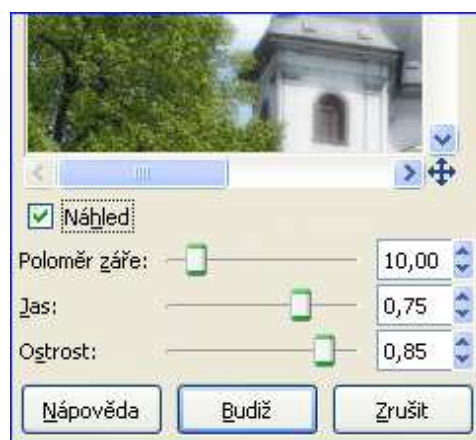 Náhled
Poloměr záře: 10,00
Jas: 0,75
Ostrost: 0,85
Nápověda Budiž Zrušit